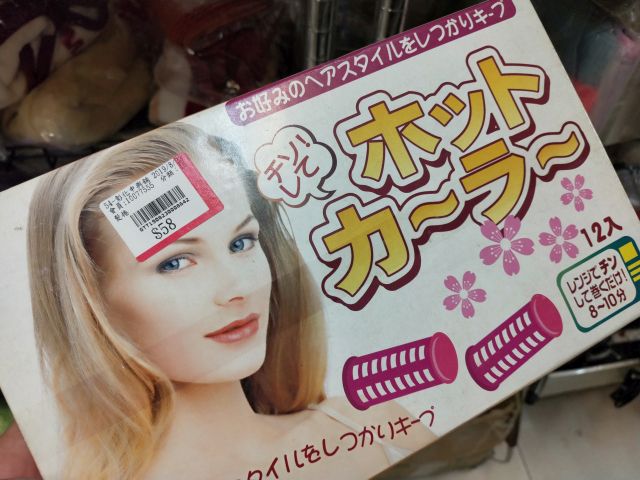 お好みのヘアスタイルをしっかりキープ
チン!
して
ホット
カーラー
12入
レンジでチン
して巻くだけ!
8~10分
S58
タイルをしっかりキープ